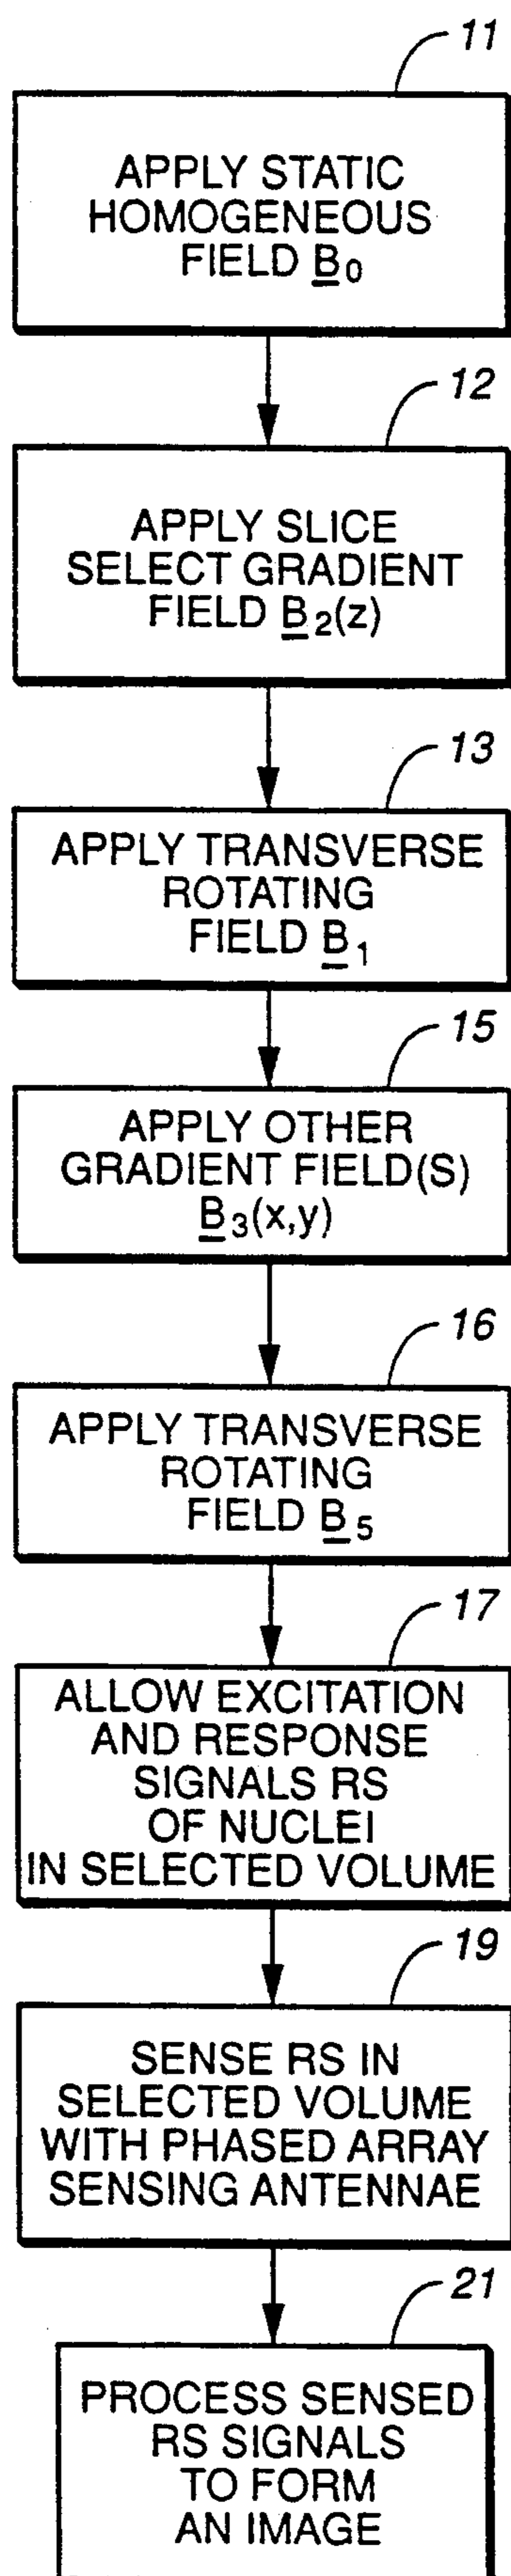 11
APPLY STATIC
HOMOGENEOUS
FIELD B0
12
APPLY SLICE
SELECT GRADIENT
FIELD B2(z)
13
APPLY TRANSVERSE
ROTATING
FIELD B1
15
APPLY OTHER
GRADIENT FIELD(S)
B3(x,y)
16
APPLY TRANSVERSE
ROTATING
FIELD B5
17
ALLOW EXCITATION
AND RESPONSE
SIGNALS RS
OF NUCLEI
IN SELECTED VOLUME
19
SENSE RS IN
SELECTED VOLUME
WITH PHASED ARRAY
SENSING ANTENNAE
21
PROCESS SENSED
RS SIGNALS
TO FORM
AN IMAGE